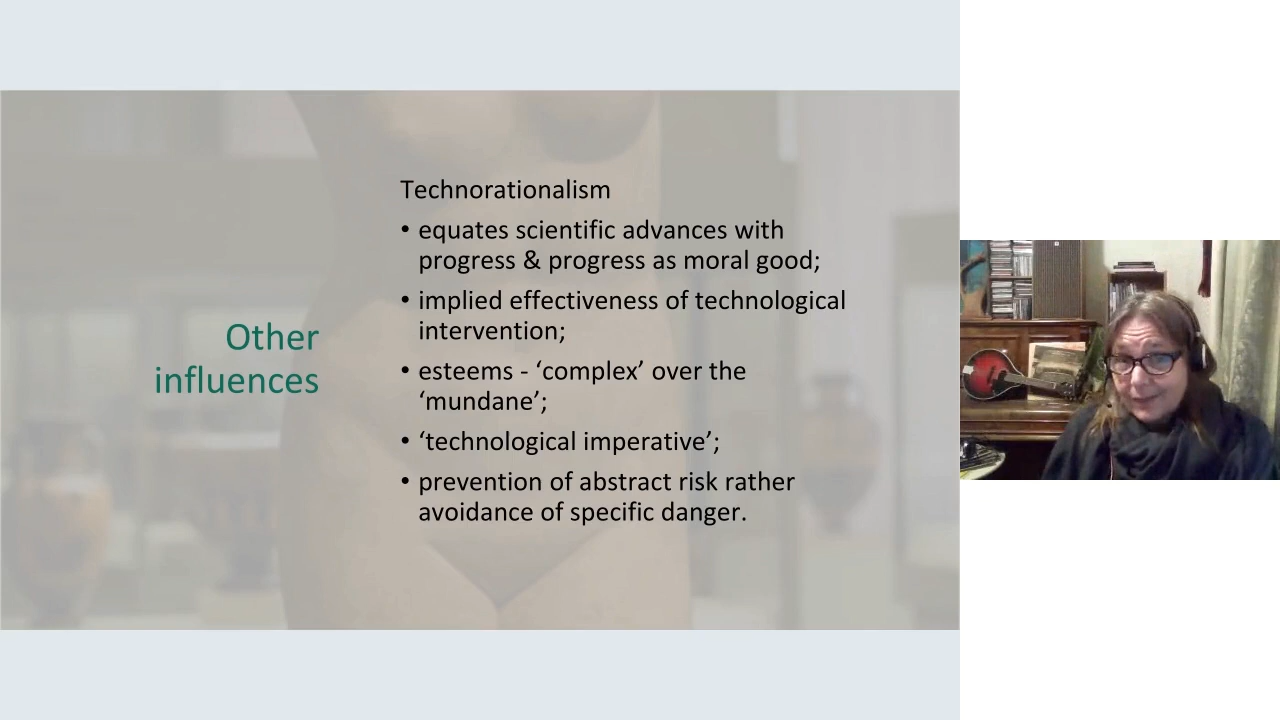 Other
influences
Technorationalism
• equates scientific advances with
progress & progress as moral good;
• implied effectiveness of technological
intervention;
• esteems - ‘complex’ over the
‘mundane’;
• ‘technological imperative’;
• prevention of abstract risk rather
avoidance of specific danger.